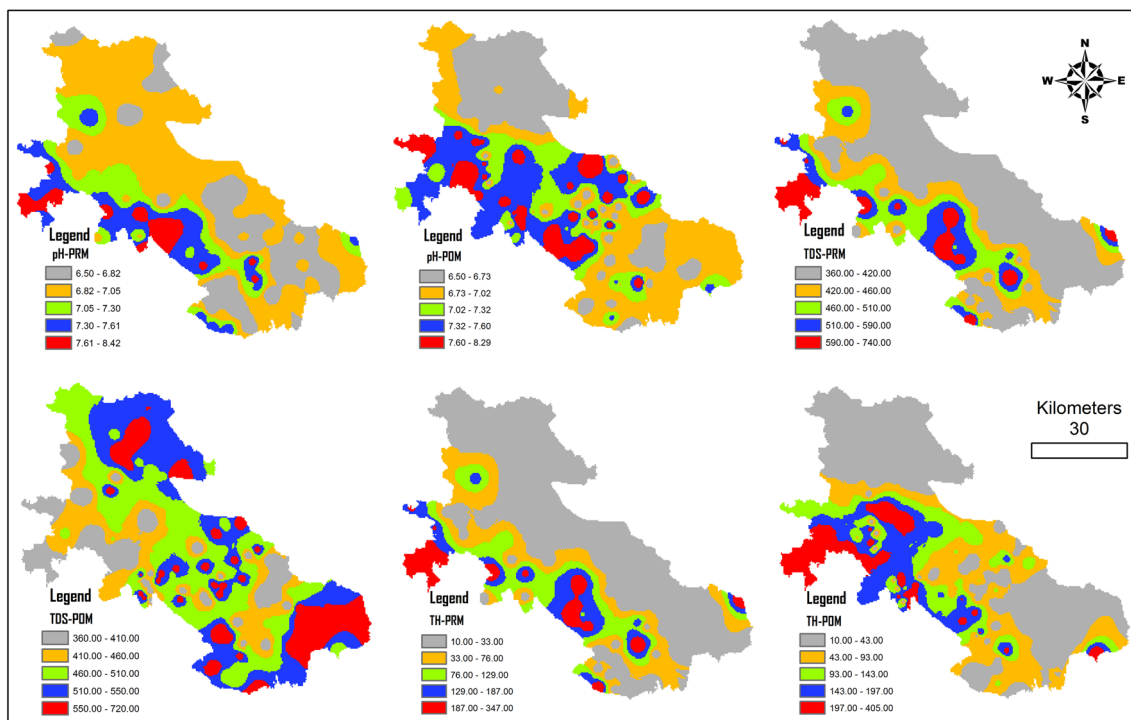 N
W E
S
Legend
pH-PRM
6.50 - 6.82
6.82 - 7.05
7.05 - 7.30
7.30 - 7.61
7.61 - 8.42
Legend
pH-POM
6.50 - 6.73
6.73 - 7.02
7.02 - 7.32
7.32 - 7.60
7.60 - 8.29
Legend
TDS-PRM
360.00 - 420.00
420.00 - 460.00
460.00 - 510.00
510.00 - 590.00
590.00 - 740.00
Kilometers
30
Legend
TDS-POM
360.00 - 410.00
410.00 - 460.00
460.00 - 510.00
510.00 - 550.00
550.00 - 720.00
Legend
TH-PRM
10.00 - 33.00
33.00 - 76.00
76.00 - 129.00
129.00 - 187.00
187.00 - 347.00
Legend
TH-POM
10.00 - 43.00
43.00 - 93.00
93.00 - 143.00
143.00 - 197.00
197.00 - 405.00